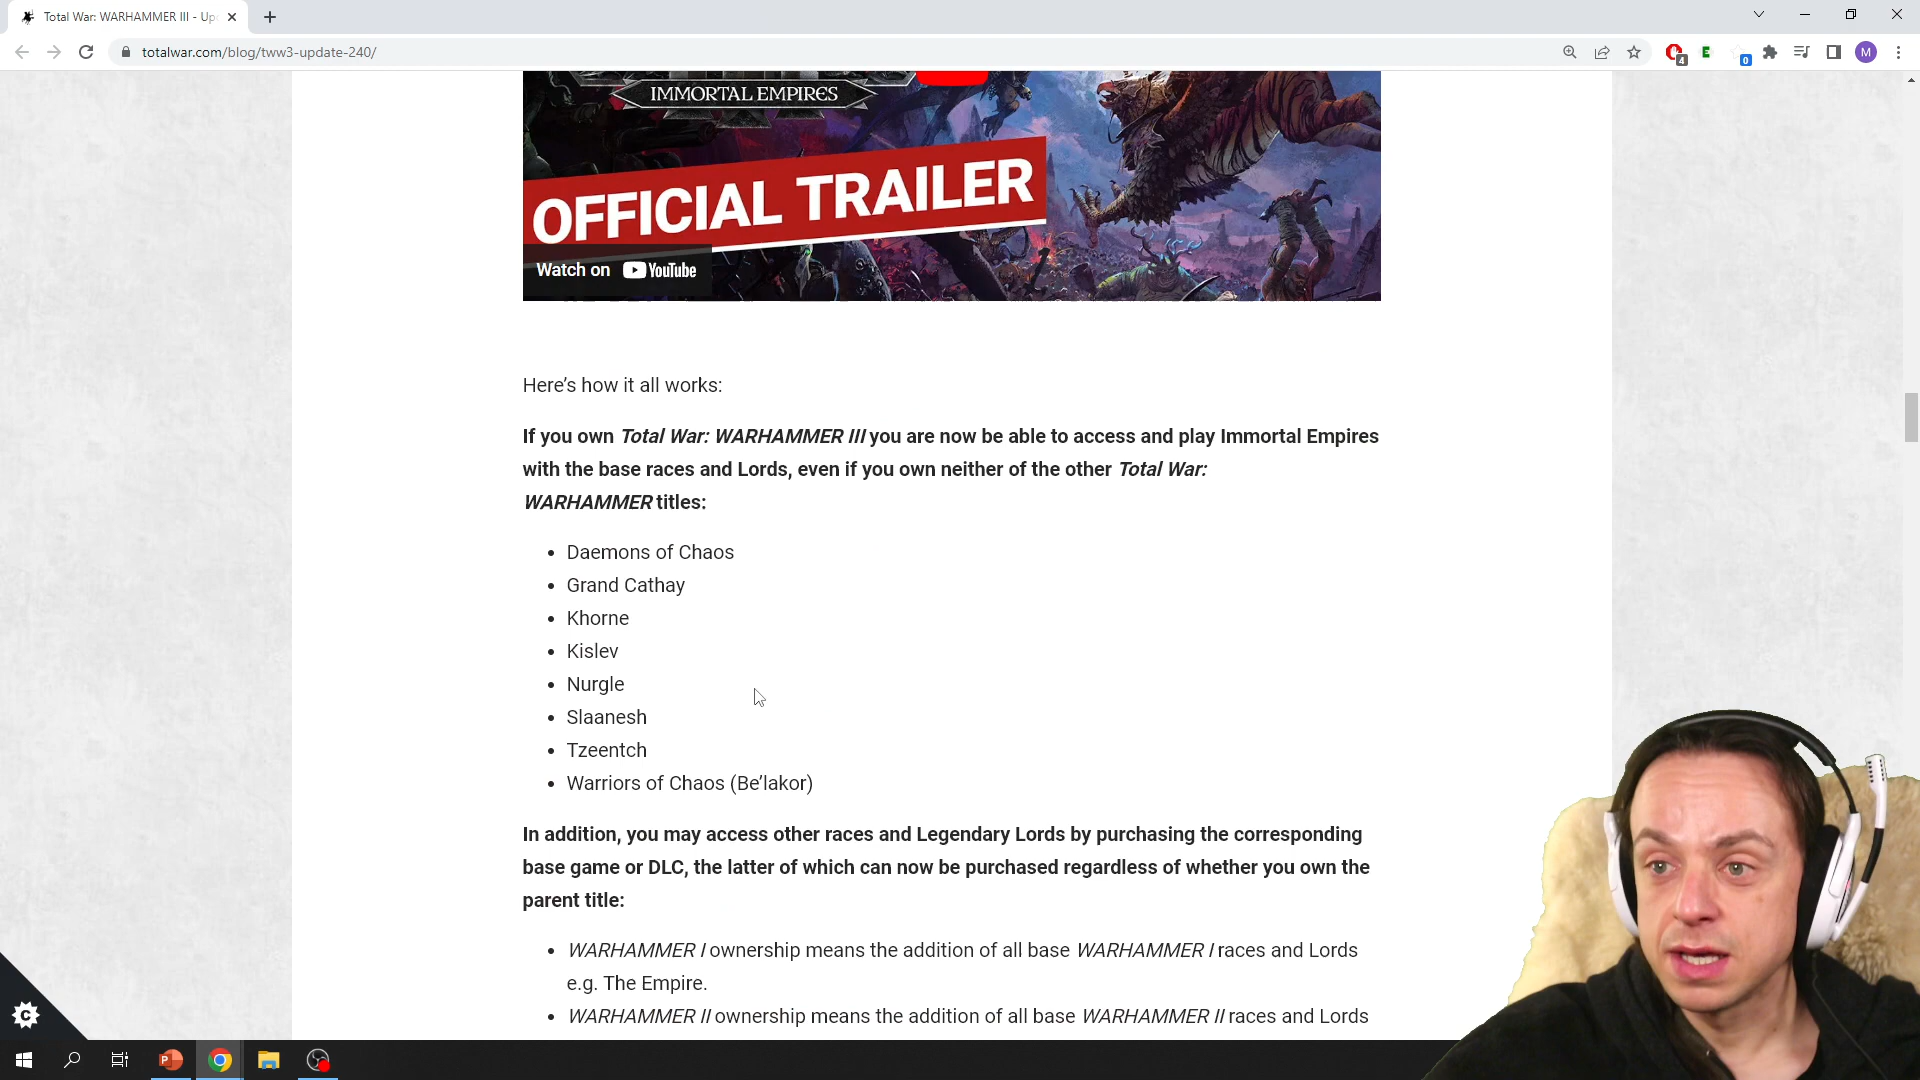 Total War: WARHAMMER III - Up
totalwar.com/blog/tww3-update-240/
4
0
M
IMMORTAL EMPIRES
OFFICIAL TRAILER
Watch on YouTube
Here’s how it all works:
If you own Total War: WARHAMMER III you are now be able to access and play Immortal Empires
with the base races and Lords, even if you own neither of the other Total War:
WARHAMMER titles:
• Daemons of Chaos
• Grand Cathay
• Khorne
• Kislev
• Nurgle
• Slaanesh
• Tzeentch
• Warriors of Chaos (Be’lakor)
In addition, you may access other races and Legendary Lords by purchasing the corresponding
base game or DLC, the latter of which can now be purchased regardless of whether you own the
parent title:
• WARHAMMER I ownership means the addition of all base WARHAMMER I races and Lords
e.g. The Empire.
• WARHAMMER II ownership means the addition of all base WARHAMMER II races and Lords